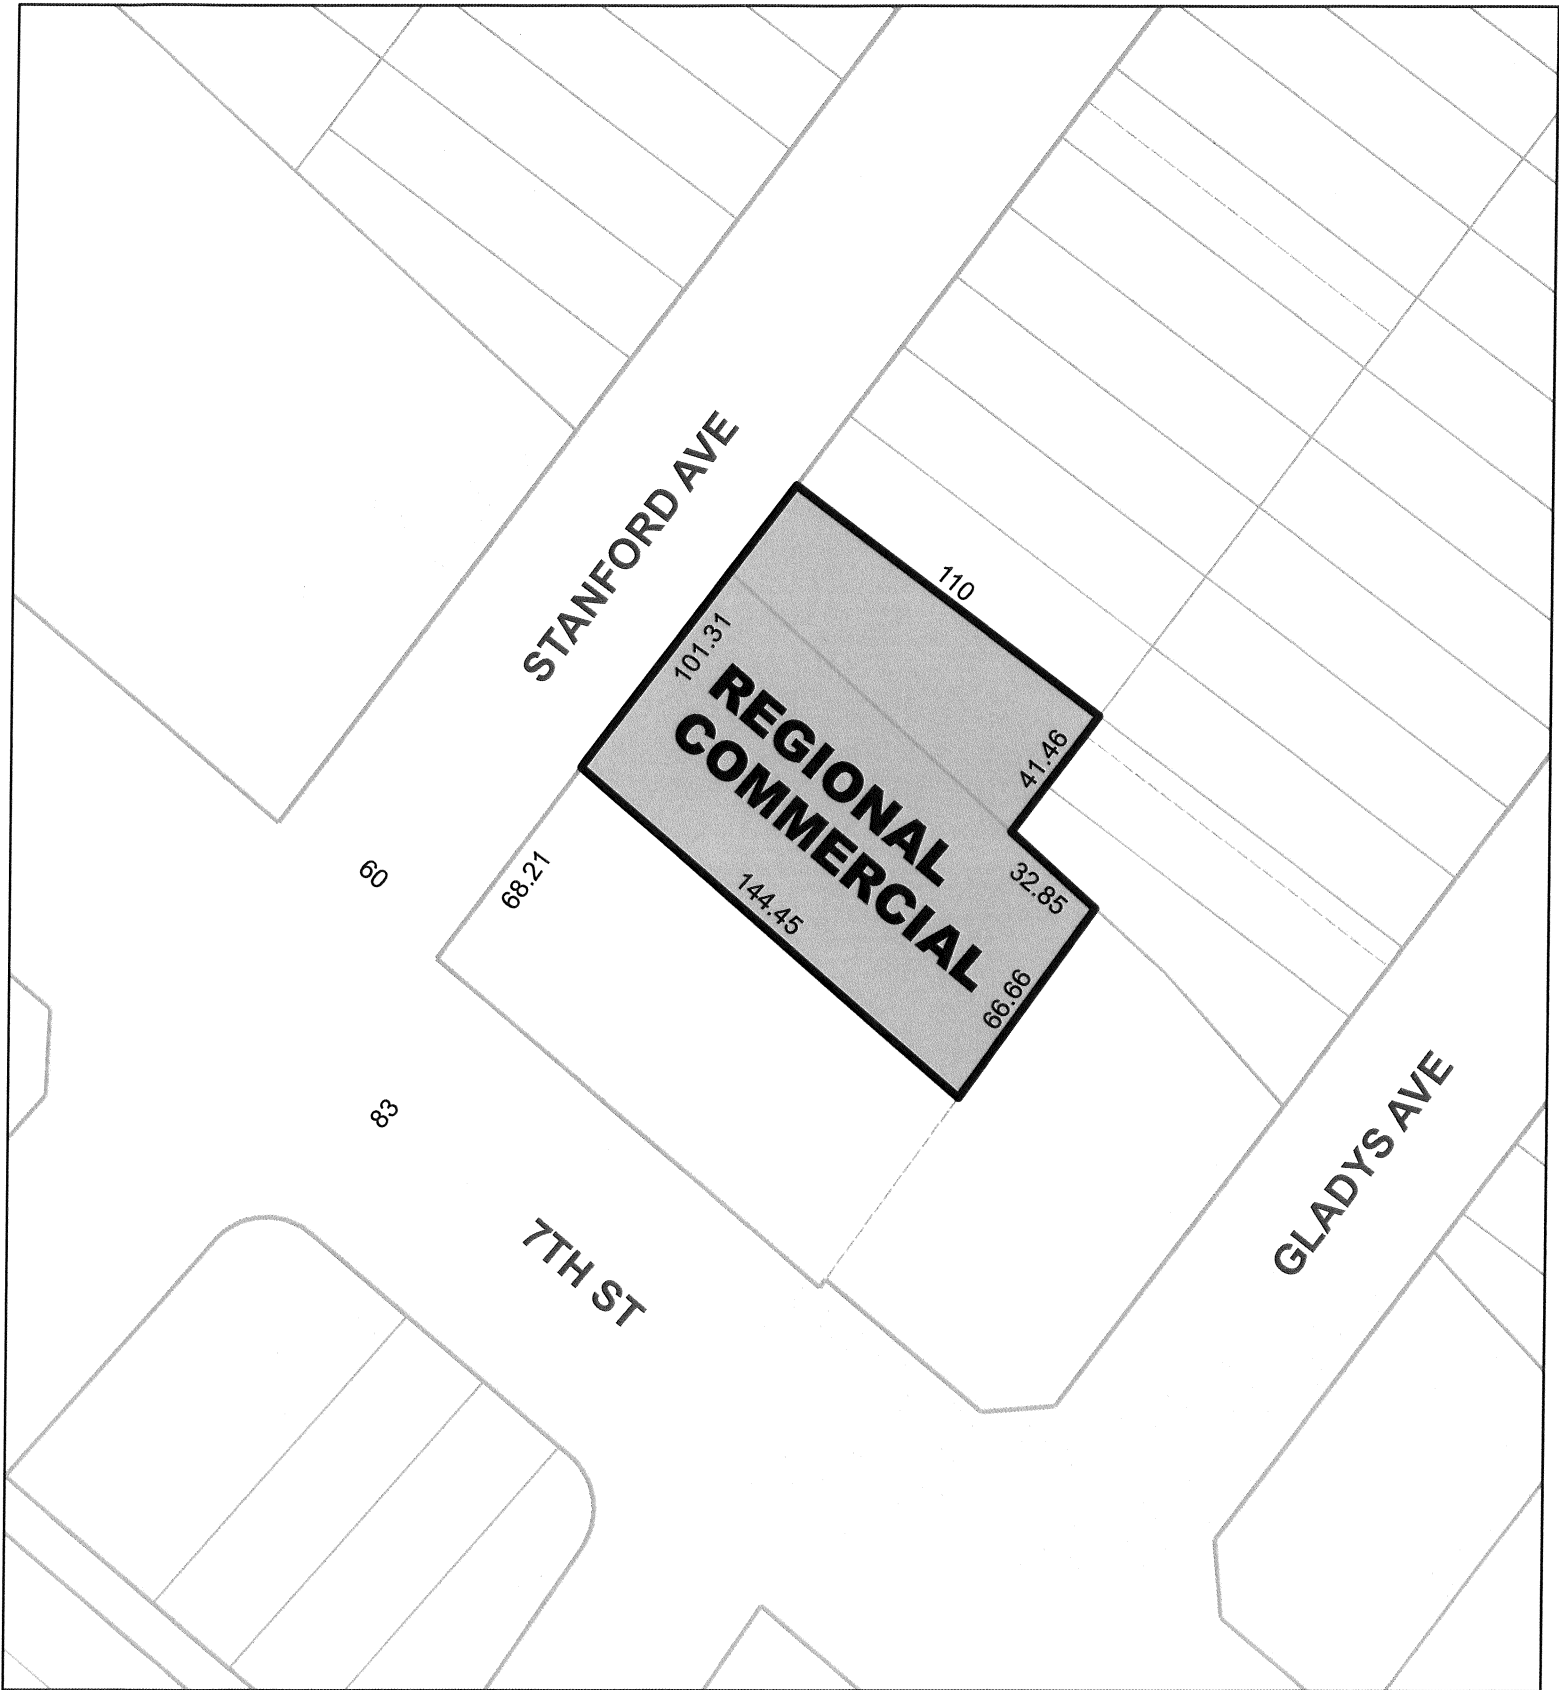 STANFORD AVE
110
101.31
REGIONAL
COMMERCIAL
41.46
32.85
144.45
66.66
68.21
60
83
7TH ST
GLADYS AVE